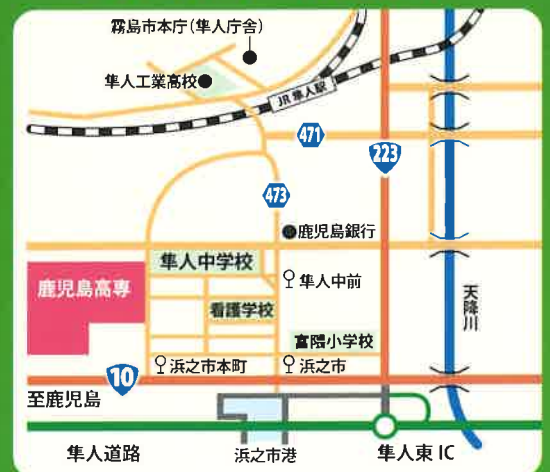 霧島市本庁(隼人庁舎)
隼人工業高校
JR 隼人駅
471
223
473
鹿児島銀行
隼人中学校
鹿児島高専
隼人中前
看護学校
天降川
富隈小学校
浜之市本町
浜之市
10
至鹿児島
隼人道路
浜之市港
隼人東 IC